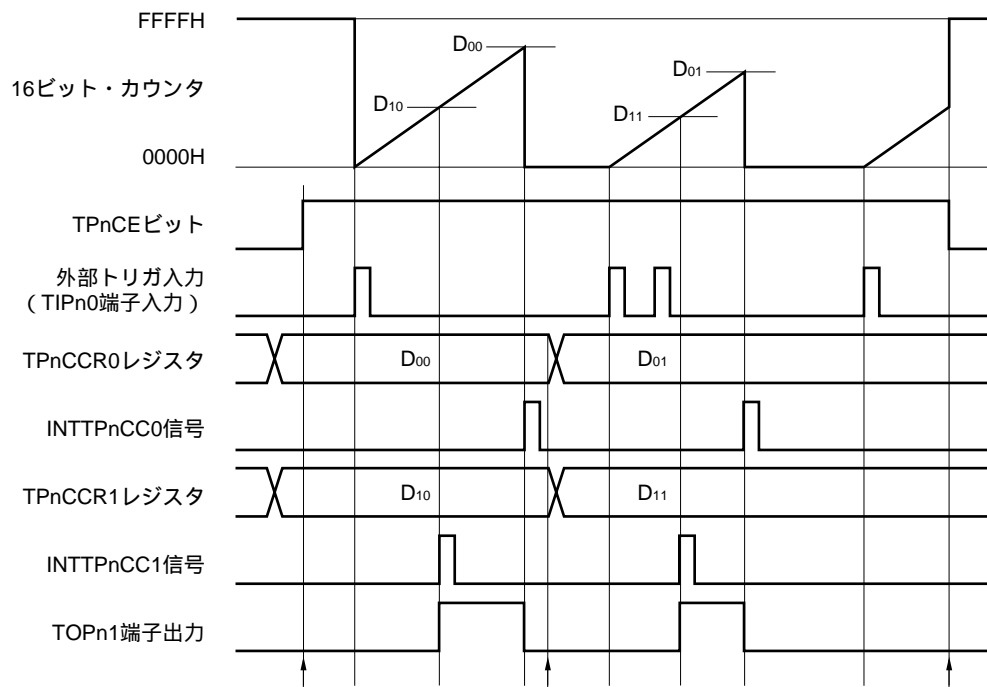 FFFFH
D00
16ビット・カウンタ
D01
D10
D11
0000H
TPnCEビット
外部トリガ入力
（TIPn0端子入力）
TPnCCR0レジスタ
D00
D01
INTTPnCC0信号
TPnCCR1レジスタ
D10
D11
INTTPnCC1信号
TOPn1端子出力